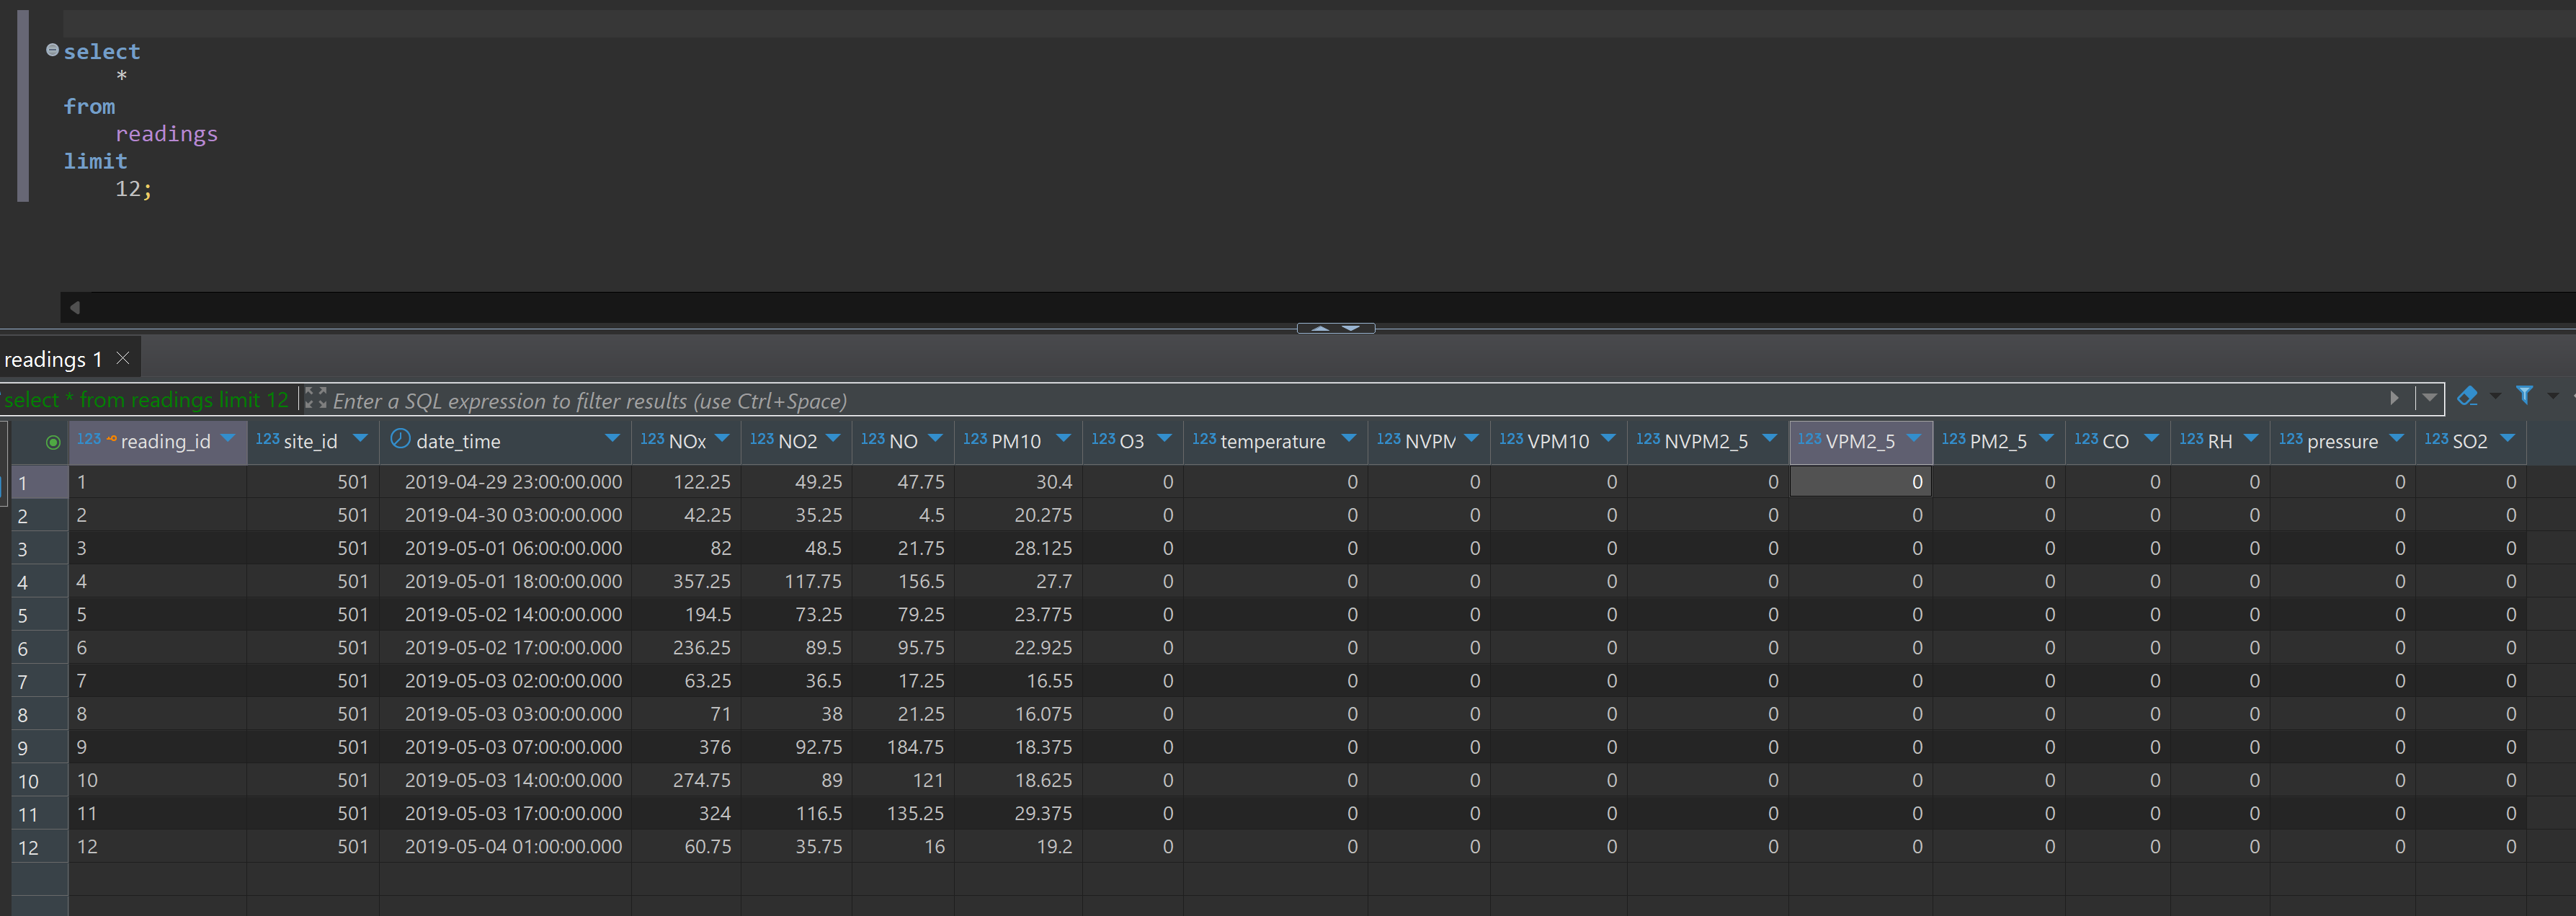 select
*
from
readings
limit
12;
readings 1
select * from readings limit 12 Enter a SQL expression to filter results (use Ctrl+Space)
123 reading_id 123 site_id date_time 123 NOx 123 NO2 123 NO 123 PM10 123 O3 123 temperature 123 NVPM 123 VPM10 123 NVPM2_5 123 VPM2_5 123 PM2_5 123 CO 123 RH 123 pressure 123 SO2
1 1 501 2019-04-29 23:00:00.000 122.25 49.25 47.75 30.4 0 0 0 0 0 0 0 0 0 0 0
2 2 501 2019-04-30 03:00:00.000 42.25 35.25 4.5 20.275 0 0 0 0 0 0 0 0 0 0 0
3 3 501 2019-05-01 06:00:00.000 82 48.5 21.75 28.125 0 0 0 0 0 0 0 0 0 0 0
4 4 501 2019-05-01 18:00:00.000 357.25 117.75 156.5 27.7 0 0 0 0 0 0 0 0 0 0 0
5 5 501 2019-05-02 14:00:00.000 194.5 73.25 79.25 23.775 0 0 0 0 0 0 0 0 0 0 0
6 6 501 2019-05-02 17:00:00.000 236.25 89.5 95.75 22.925 0 0 0 0 0 0 0 0 0 0 0
7 7 501 2019-05-03 02:00:00.000 63.25 36.5 17.25 16.55 0 0 0 0 0 0 0 0 0 0 0
8 8 501 2019-05-03 03:00:00.000 71 38 21.25 16.075 0 0 0 0 0 0 0 0 0 0 0
9 9 501 2019-05-03 07:00:00.000 376 92.75 184.75 18.375 0 0 0 0 0 0 0 0 0 0 0
10 10 501 2019-05-03 14:00:00.000 274.75 89 121 18.625 0 0 0 0 0 0 0 0 0 0 0
11 11 501 2019-05-03 17:00:00.000 324 116.5 135.25 29.375 0 0 0 0 0 0 0 0 0 0 0
12 12 501 2019-05-04 01:00:00.000 60.75 35.75 16 19.2 0 0 0 0 0 0 0 0 0 0 0